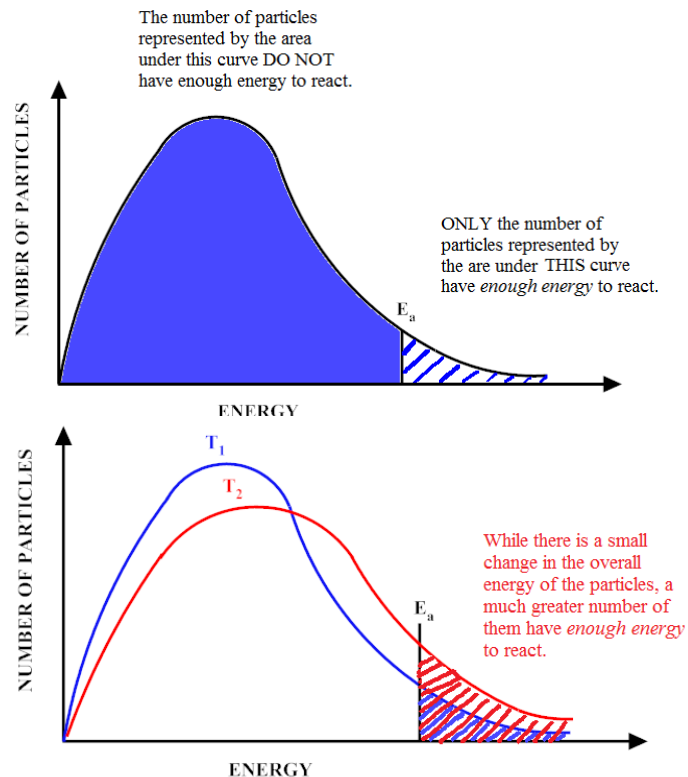 The number of particles
represented by the area
under this curve DO NOT
have enough energy to react.
NUMBER OF PARTICLES
ONLY the number of
particles represented by
the are under THIS curve
have enough energy to react.
Ea
ENERGY
T1
T2
NUMBER OF PARTICLES
While there is a small
change in the overall
energy of the particles, a
much greater number of
them have enough energy
to react.
Ea
ENERGY